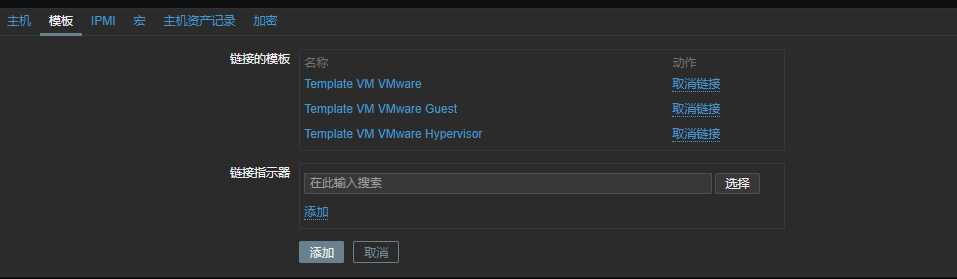 主机 模板 IPMI 宏 主机资产记录 加密
链接的模板 名称 动作
Template VM VMware 取消链接
Template VM VMware Guest 取消链接
Template VM VMware Hypervisor 取消链接
链接指示器 在此输入搜索 选择
添加
添加 取消